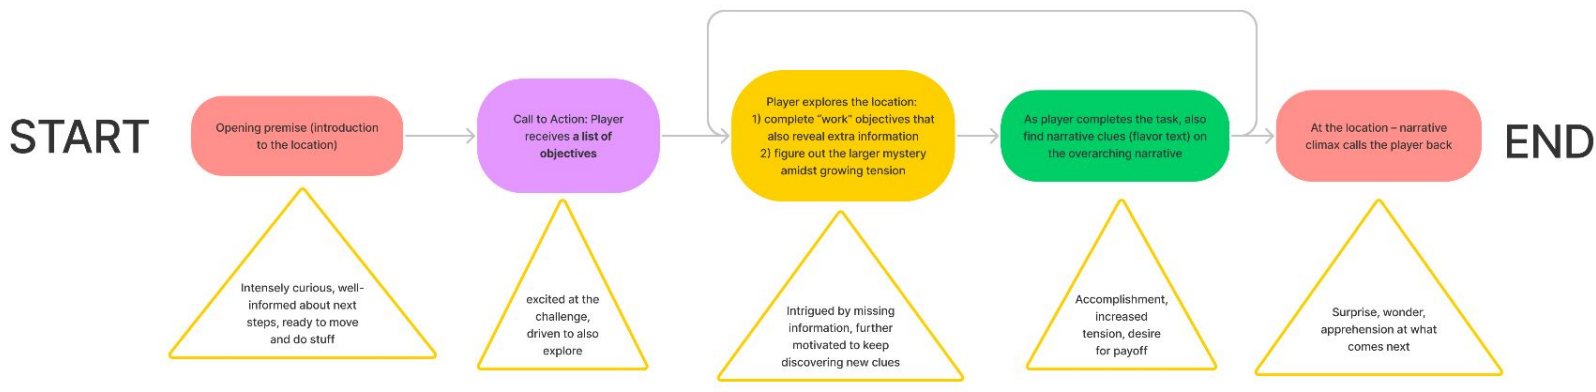 START
Opening premise (introduction
to the location)
Call to Action: Player
receives a list of
objectives
Player explores the location:
1) complete “work” objectives that
also reveal extra information
2) figure out the larger mystery
amidst growing tension
As player completes the task, also
find narrative clues (flavor text) on
the overarching narrative
At the location – narrative
climax calls the player back
END
Intensely curious, well-
informed about next
steps, ready to move
and do stuff
excited at the
challenge,
driven to also
explore
Intrigued by missing
information, further
motivated to keep
discovering new clues
Accomplishment,
increased
tension, desire
for payoff
Surprise, wonder,
apprehension at what
comes next